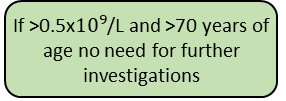 If >0.5x10⁹/L and >70 years of
age no need for further
investigations